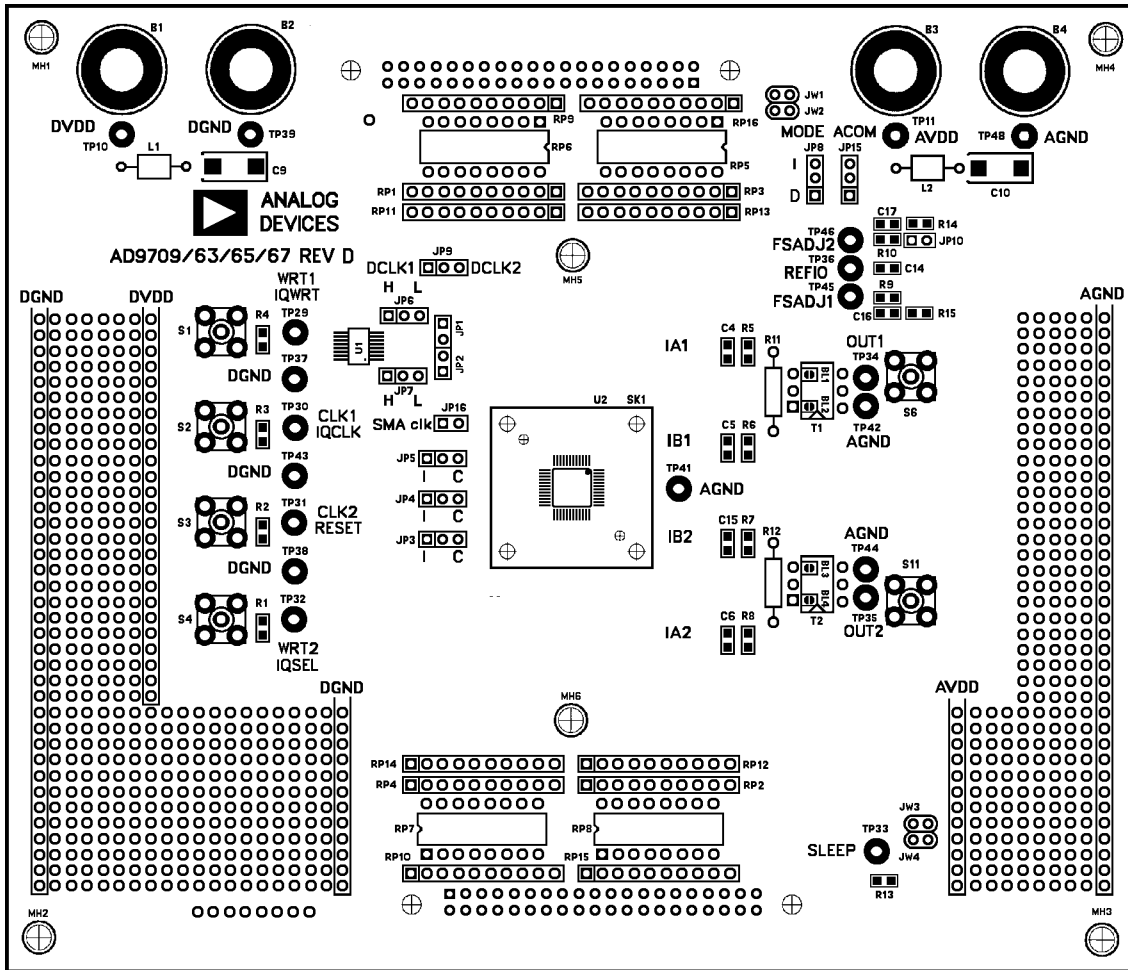 B1 B2 B3 B4
MH1 MH4
DVDD TP10 DGND TP39
L1 C9
JW1
JW2
MODE ACOM
JP8 JP15
I
D
TP11 AVDD TP48 AGND
L2 C10
RP9 RP16
RP6 RP5
RP1 RP3
RP11 RP13
ANALOG
DEVICES
AD9709/63/65/67 REV D
MH5
JP9
DCLK1 DCLK2
H L
JP6
JP1
JP2
U1
JP7
H L
TP46 C17 R14
FSADJ2 JP10
TP36 R10
REFIO C14
TP45 R9
FSADJ1
C16 R15
DGND DVDD AGND
WRT1
IQWRT
S1 R4 TP29
TP37
DGND
S2 R3 TP30 CLK1
IQCLK
TP43
DGND
S3 R2 TP31 CLK2
RESET
TP38
DGND
S4 R1 TP32
WRT2
IQSEL
SMA clk JP16
JP5
I C
JP4
JP3
I C
U2 SK1
TP41
AGND
IA1 C4 R5 R11
OUT1
TP34
BL1
BL2
T1
TP42
AGND
S6
IB1 C5 R6
IB2 C15 R7 R12
AGND
TP44
BL3
BL4
T2
TP35
OUT2
S11
IA2 C6 R8
DGND AVDD
MH6
RP14 RP12
RP4 RP2
RP7 RP8
RP10 RP15
JW3
TP33
SLEEP
JW4
R13
MH2 MH3